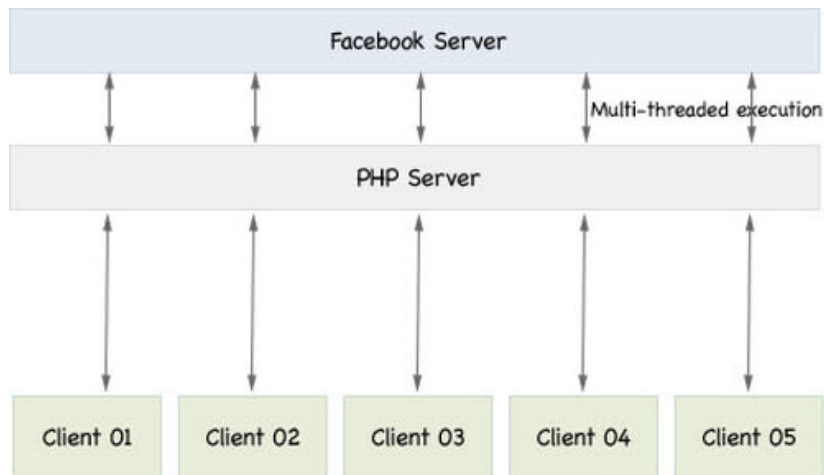 Facebook Server
Multi-threaded execution
PHP Server
Client 01
Client 02
Client 03
Client 04
Client 05